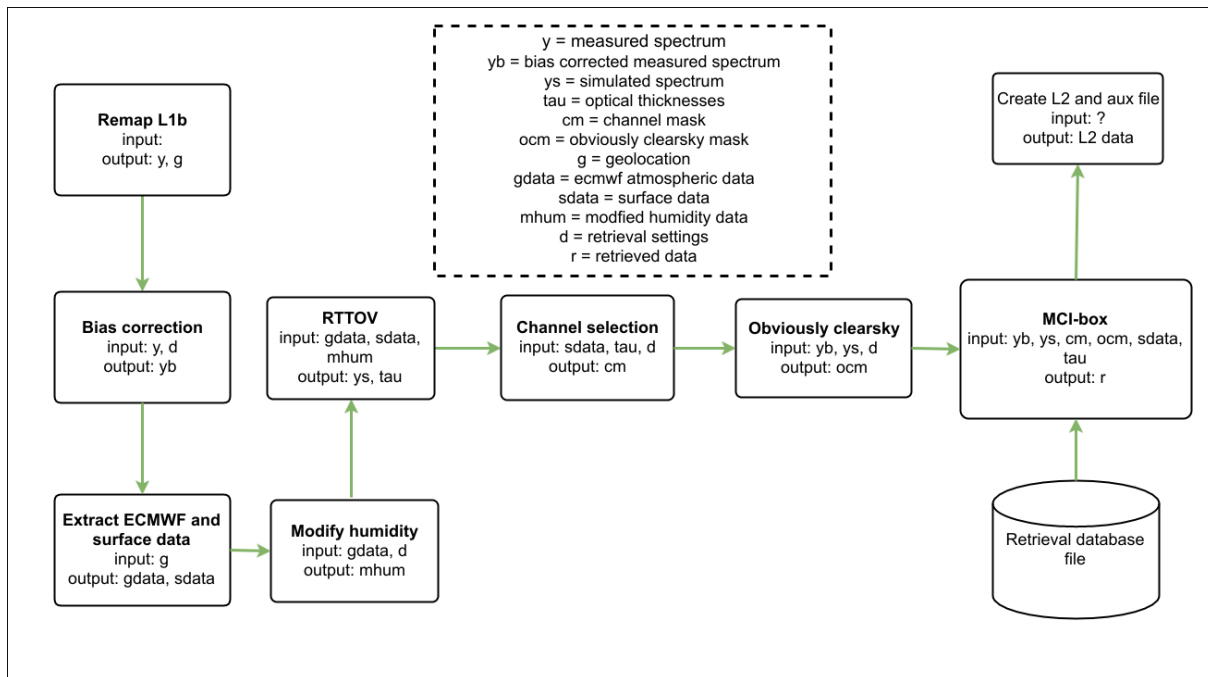 y = measured spectrum
yb = bias corrected measured spectrum
ys = simulated spectrum
tau = optical thicknesses
cm = channel mask
ocm = obviously clearsky mask
g = geolocation
gdata = ecmwf atmospheric data
sdata = surface data
mhum = modfied humidity data
d = retrieval settings
r = retrieved data
Remap L1b
input:
output: y, g
Bias correction
input: y, d
output: yb
Extract ECMWF and
surface data
input: g
output: gdata, sdata
Modify humidity
input: gdata, d
output: mhum
RTTOV
input: gdata, sdata,
mhum
output: ys, tau
Channel selection
input: sdata, tau, d
output: cm
Obviously clearsky
input: yb, ys, d
output: ocm
MCI-box
input: yb, ys, cm, ocm, sdata,
tau
output: r
Create L2 and aux file
input: ?
output: L2 data
Retrieval database
file